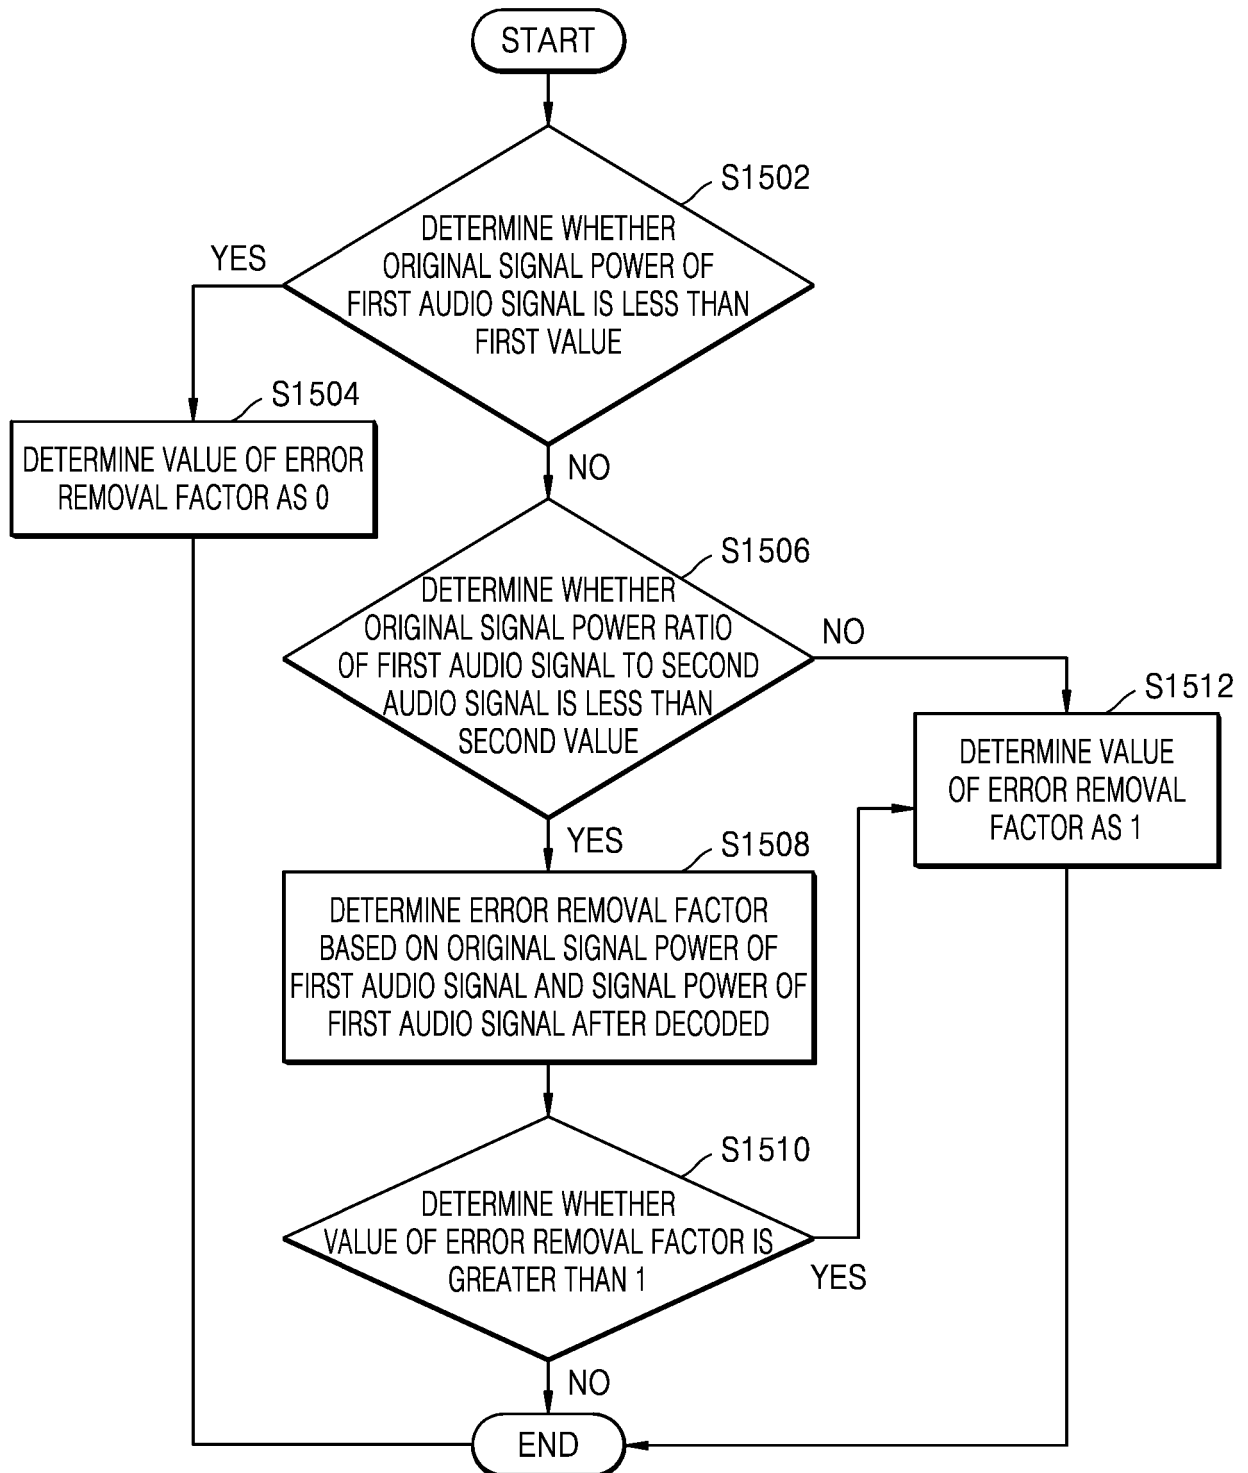 START
S1502
DETERMINE WHETHER
ORIGINAL SIGNAL POWER OF
FIRST AUDIO SIGNAL IS LESS THAN
FIRST VALUE
YES
S1504
DETERMINE VALUE OF ERROR
REMOVAL FACTOR AS 0
NO
S1506
DETERMINE WHETHER
ORIGINAL SIGNAL POWER RATIO
OF FIRST AUDIO SIGNAL TO SECOND
AUDIO SIGNAL IS LESS THAN
SECOND VALUE
NO
S1512
DETERMINE VALUE
OF ERROR REMOVAL
FACTOR AS 1
YES
S1508
DETERMINE ERROR REMOVAL FACTOR
BASED ON ORIGINAL SIGNAL POWER OF
FIRST AUDIO SIGNAL AND SIGNAL POWER OF
FIRST AUDIO SIGNAL AFTER DECODED
S1510
DETERMINE WHETHER
VALUE OF ERROR REMOVAL FACTOR IS
GREATER THAN 1
YES
NO
END